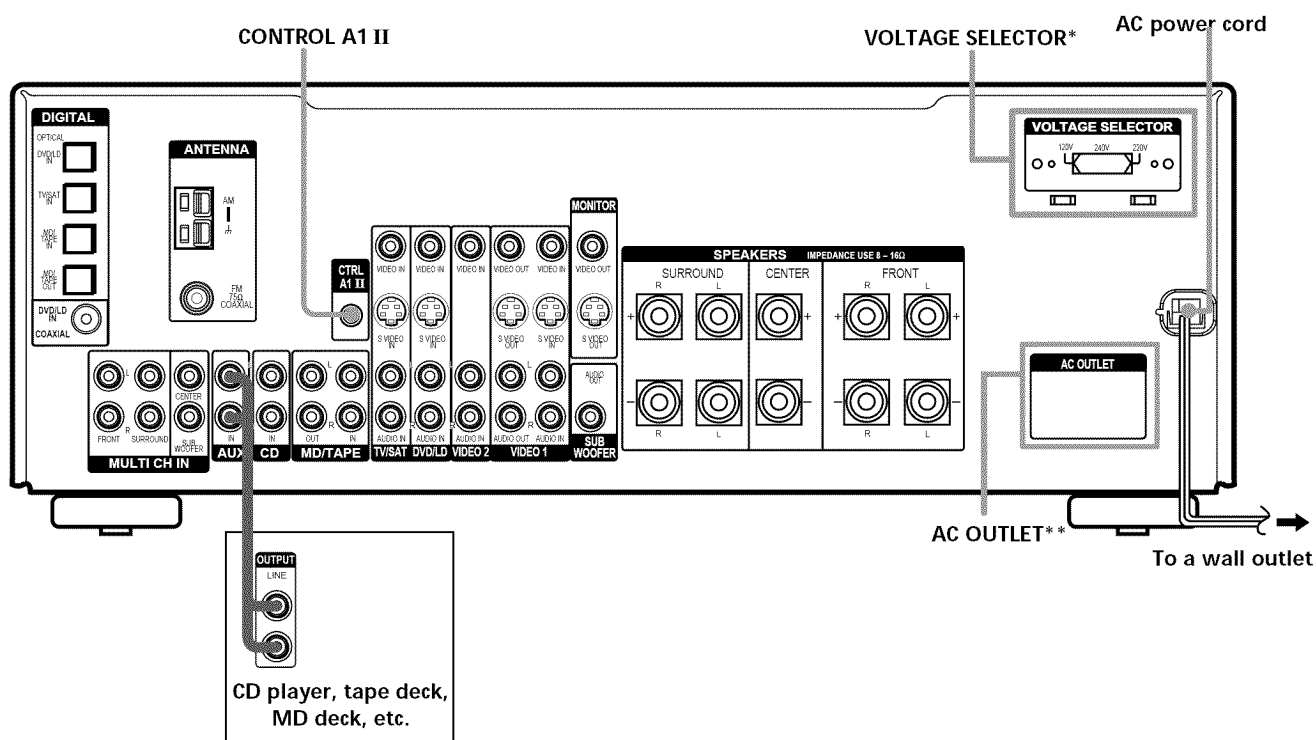 CONTROL A1 II
VOLTAGE SELECTOR*
AC power cord
DIGITAL
OPTICAL
DVD/LD
IN
TV/SAT
IN
MD/
TAPE
IN
MD/
TAPE
OUT
DVD/LD
IN
COAXIAL
ANTENNA
AM
FM
75Ω
COAXIAL
CTRL
A1 II
VIDEO IN
VIDEO IN
VIDEO IN
VIDEO OUT
VIDEO IN
S VIDEO
IN
S VIDEO
IN
S VIDEO
OUT
S VIDEO
IN
MONITOR
VIDEO OUT
S VIDEO
OUT
AUDIO
OUT
SUB
WOOFER
SPEAKERS IMPEDANCE USE 8 – 16Ω
SURROUND CENTER FRONT
R L R L
+ + + +
– – – –
R L R L
VOLTAGE SELECTOR
120V 240V 220V
AC OUTLET
L
R
CENTER
FRONT SURROUND
SUB
WOOFER
MULTI CH IN
IN
AUX
IN
CD
L
R
OUT IN
MD/TAPE
R
AUDIO IN
TV/SAT
R
AUDIO IN
DVD/LD
R
AUDIO IN
VIDEO 2
L
R
AUDIO OUT AUDIO IN
VIDEO 1
AC OUTLET**
To a wall outlet
OUTPUT
LINE
CD player, tape deck,
MD deck, etc.